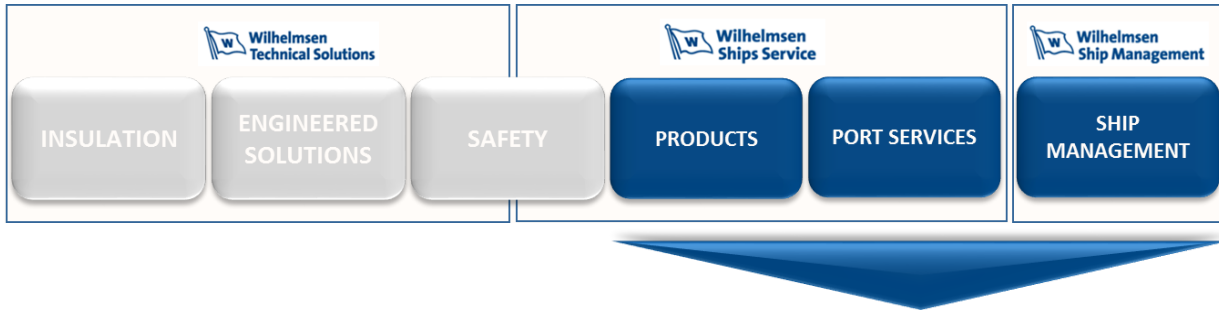 W Wilhelmsen
Technical Solutions
W Wilhelmsen
Ships Service
W Wilhelmsen
Ship Management
INSULATION
ENGINEERED
SOLUTIONS
SAFETY
PRODUCTS
PORT SERVICES
SHIP
MANAGEMENT